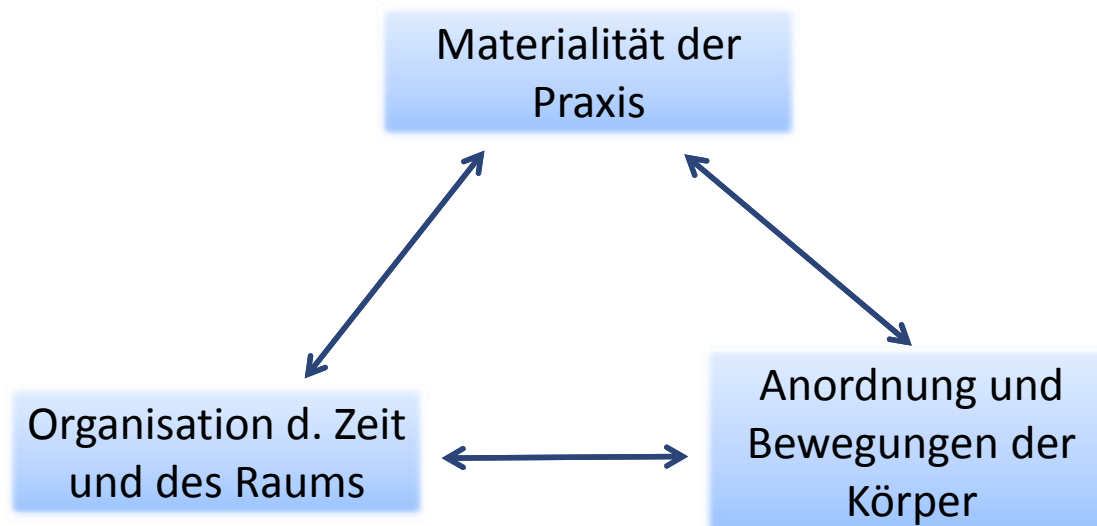 Materialität der
Praxis
Organisation d. Zeit
und des Raums
Anordnung und
Bewegungen der
Körper